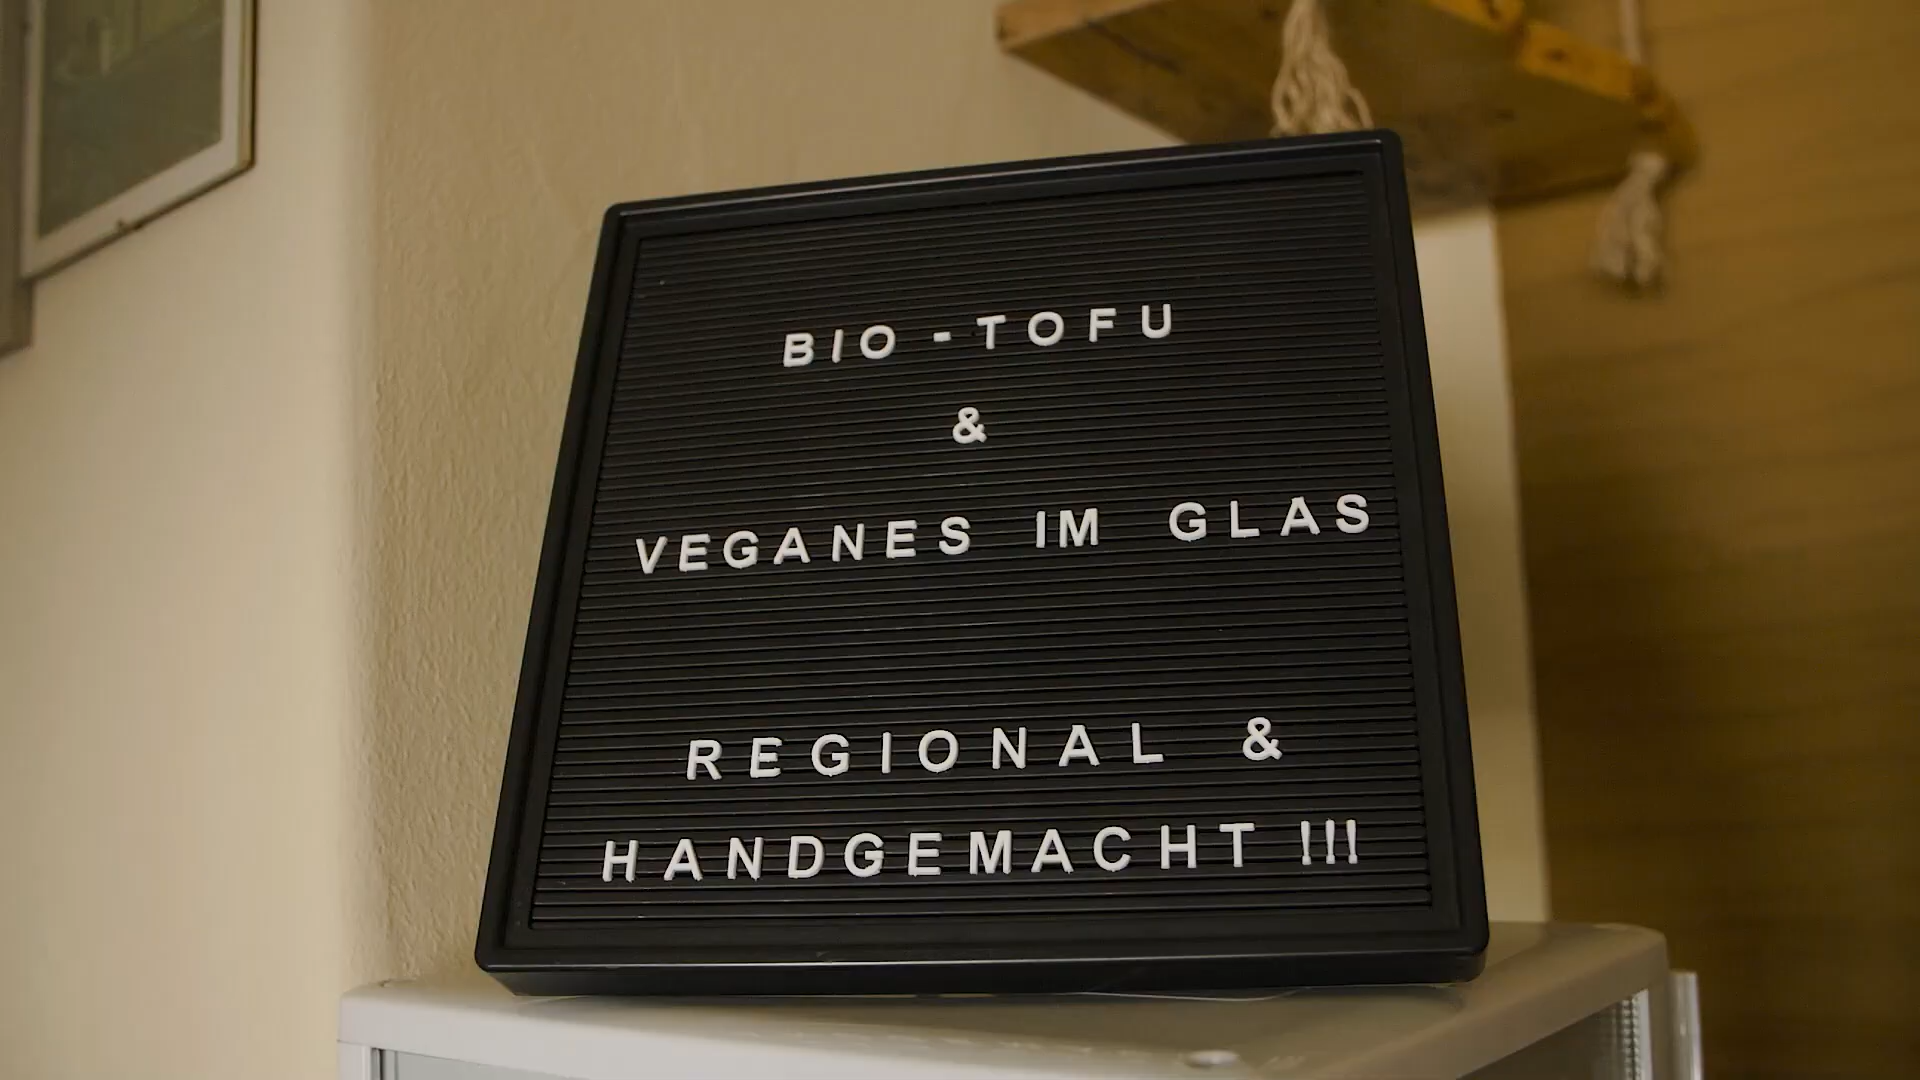 BIO - TOFU
&
VEGANES IM GLAS
REGIONAL &
HANDGEMACHT !!!